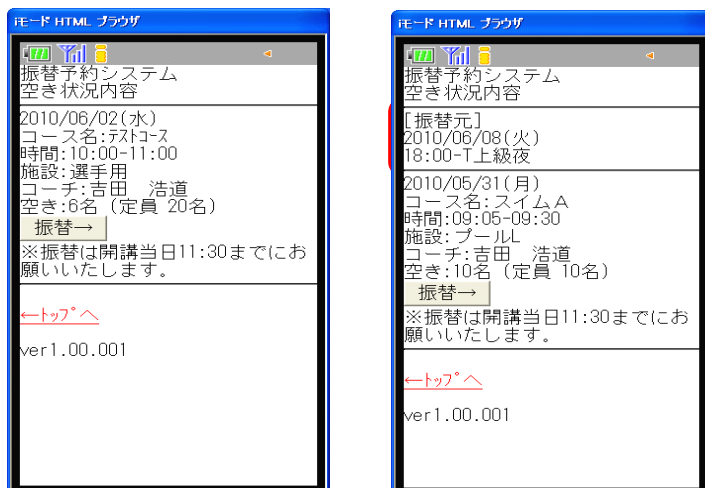 iモード HTML ブラウザ
振替予約システム
空き状況内容
2010/06/02(水)
コース名:ﾃｽﾄｺｰｽ
時間:10:00-11:00
施設:選手用
コーチ:吉田　浩道
空き:6名 (定員 20名)
振替→
※振替は開講当日11:30までにお
願いいたします。
←ﾄｯﾌﾟへ
ver1.00.001
iモード HTML ブラウザ
振替予約システム
空き状況内容
[振替元]
2010/06/08(火)
18:00-T上級夜
2010/05/31(月)
コース名:スイムA
時間:09:05-09:30
施設:プールL
コーチ:吉田　浩道
空き:10名 (定員 10名)
振替→
※振替は開講当日11:30までにお
願いいたします。
←ﾄｯﾌﾟへ
ver1.00.001